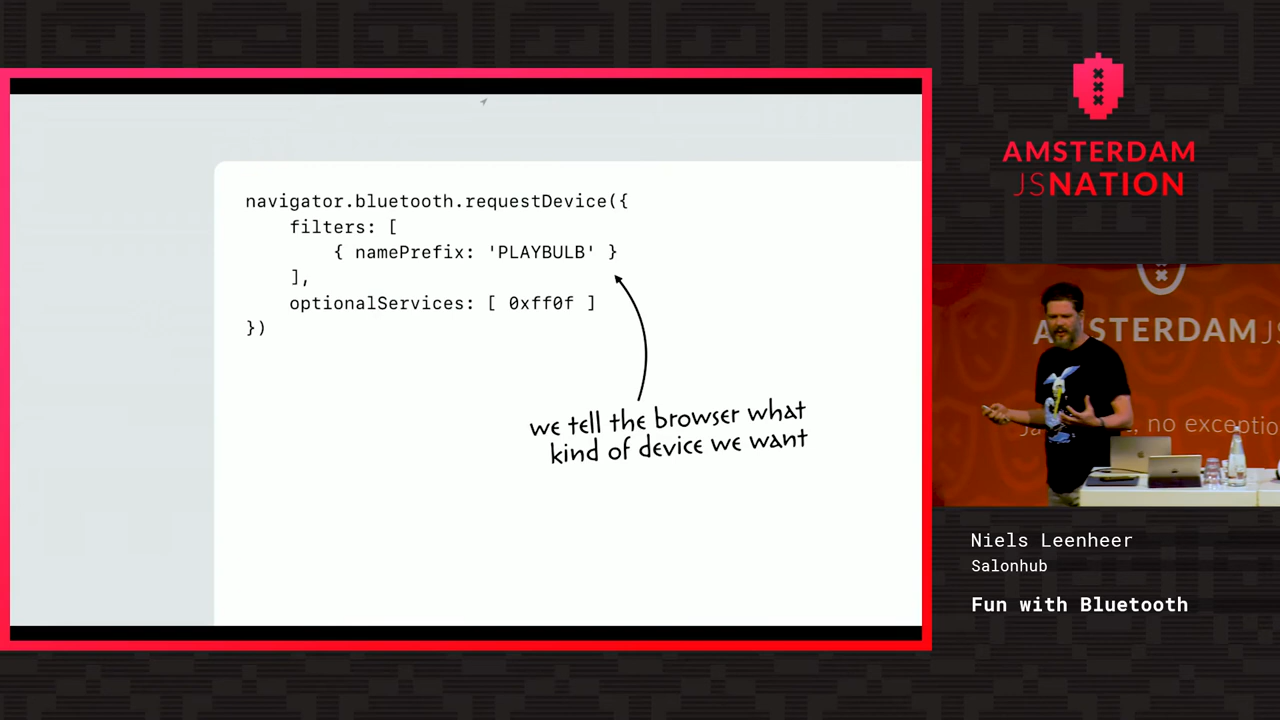 navigator.bluetooth.requestDevice({
filters: [
{ namePrefix: 'PLAYBULB' }
],
optionalServices: [ 0xff0f ]
})
we tell the browser what
kind of device we want
AMSTERDAM
JSNATION
AMSTERDAMJS
, no exceptio
Niels Leenheer
Salonhub
Fun with Bluetooth